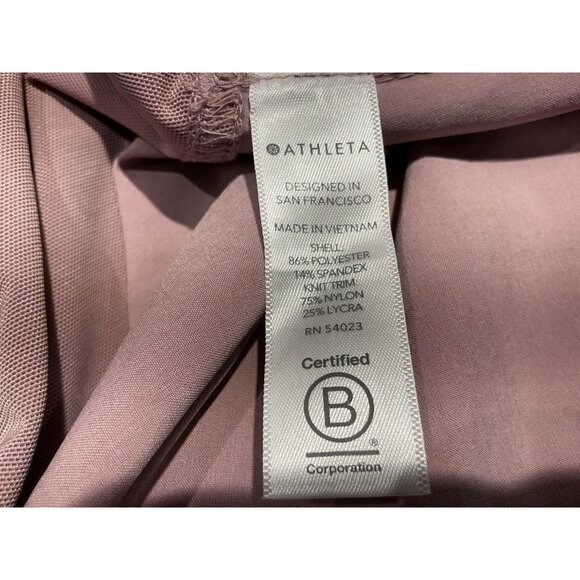 ATHLETA
DESIGNED IN
SAN FRANCISCO
MADE IN VIETNAM
SHELL:
86% POLYESTER
14% SPANDEX
KNIT TRIM:
75% NYLON
25% LYCRA
RN 54023
Certified
B
®
Corporation